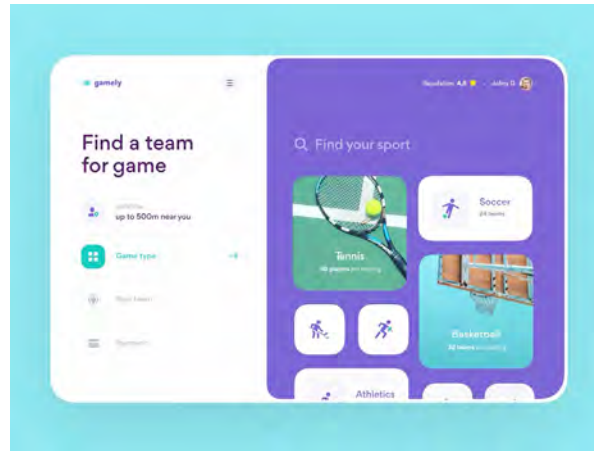 gamely
Find a team
for game
up to 500m near you
Game type
Reputation 4,8
Find your sport
Tennis
Soccer
24 teams
Basketball
Athletics